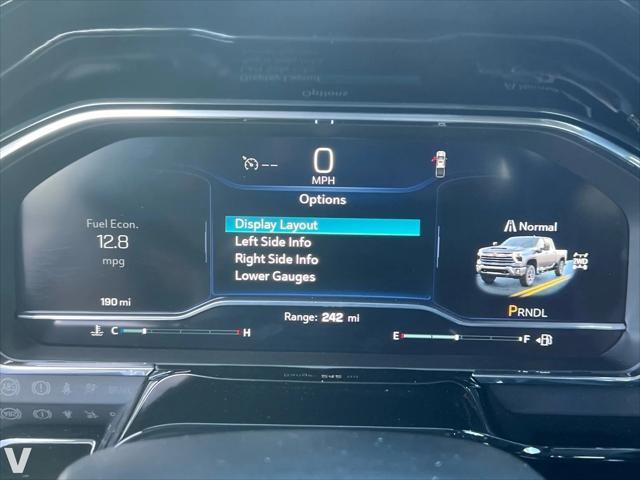 0
MPH
Options
Fuel Econ.
12.8
mpg
190 mi
Display Layout
Left Side Info
Right Side Info
Lower Gauges
Normal
2WD
PRNDL
Range: 242 mi
C H
E F
V